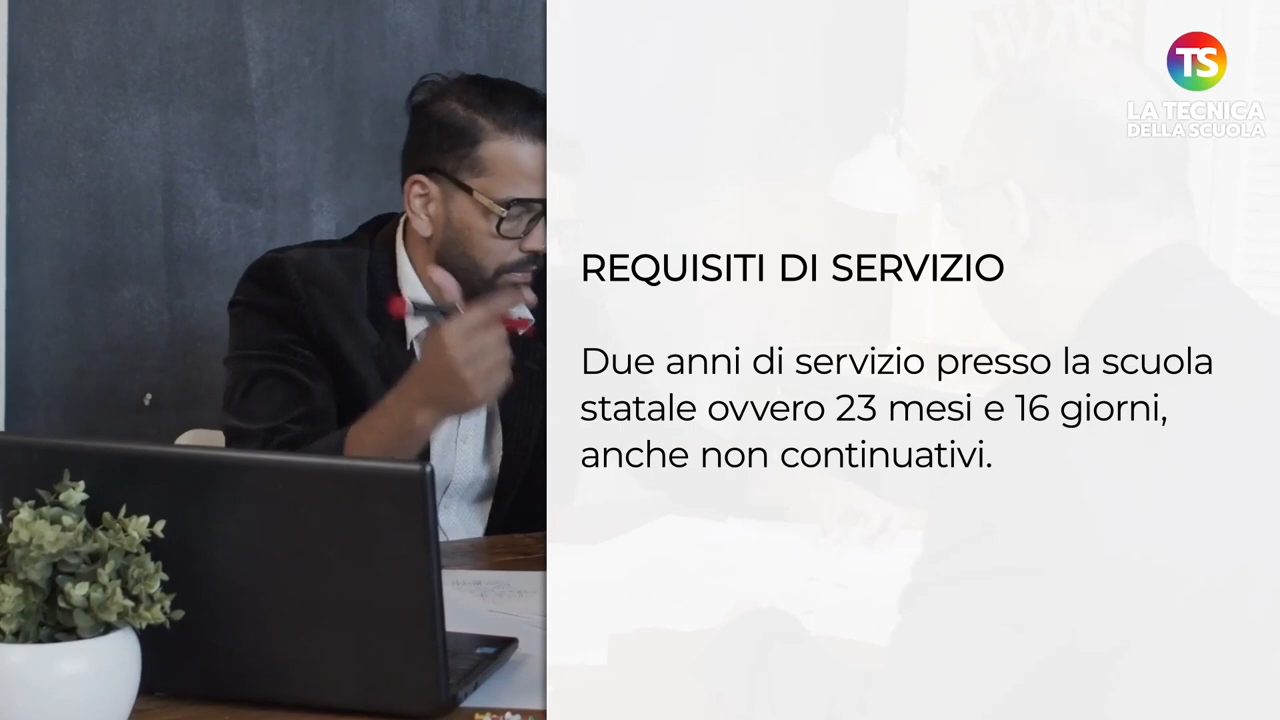 TS
LA TECNICA
DELLA SCUOLA
REQUISITI DI SERVIZIO
Due anni di servizio presso la scuola
statale ovvero 23 mesi e 16 giorni,
anche non continuativi.